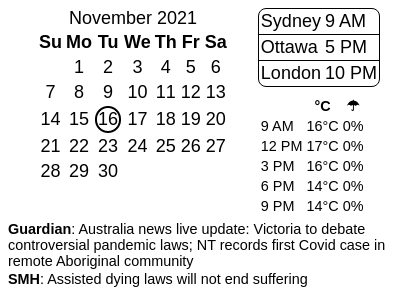 November 2021
Su Mo Tu We Th Fr Sa
1 2 3 4 5 6
7 8 9 10 11 12 13
14 15 16 17 18 19 20
21 22 23 24 25 26 27
28 29 30
Sydney 9 AM
Ottawa 5 PM
London 10 PM
°C ☂
9 AM 16°C 0%
12 PM 17°C 0%
3 PM 16°C 0%
6 PM 14°C 0%
9 PM 14°C 0%
Guardian: Australia news live update: Victoria to debate
controversial pandemic laws; NT records first Covid case in
remote Aboriginal community
SMH: Assisted dying laws will not end suffering